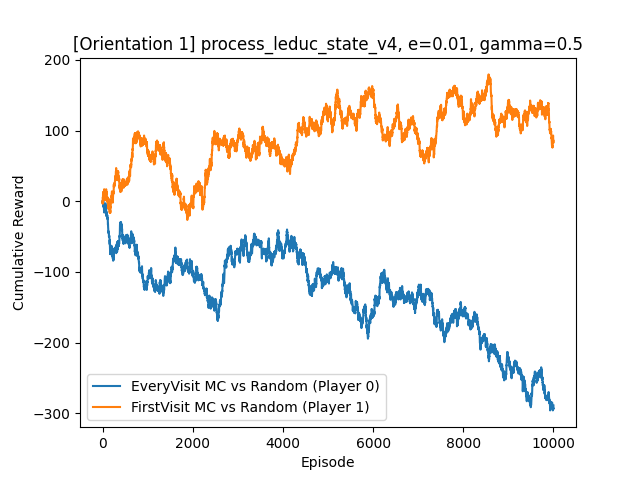 [Orientation 1] process_leduc_state_v4, e=0.01, gamma=0.5
200
100
0
−100
−200
−300
Cumulative Reward
EveryVisit MC vs Random (Player 0)
FirstVisit MC vs Random (Player 1)
0 2000 4000 6000 8000 10000
Episode